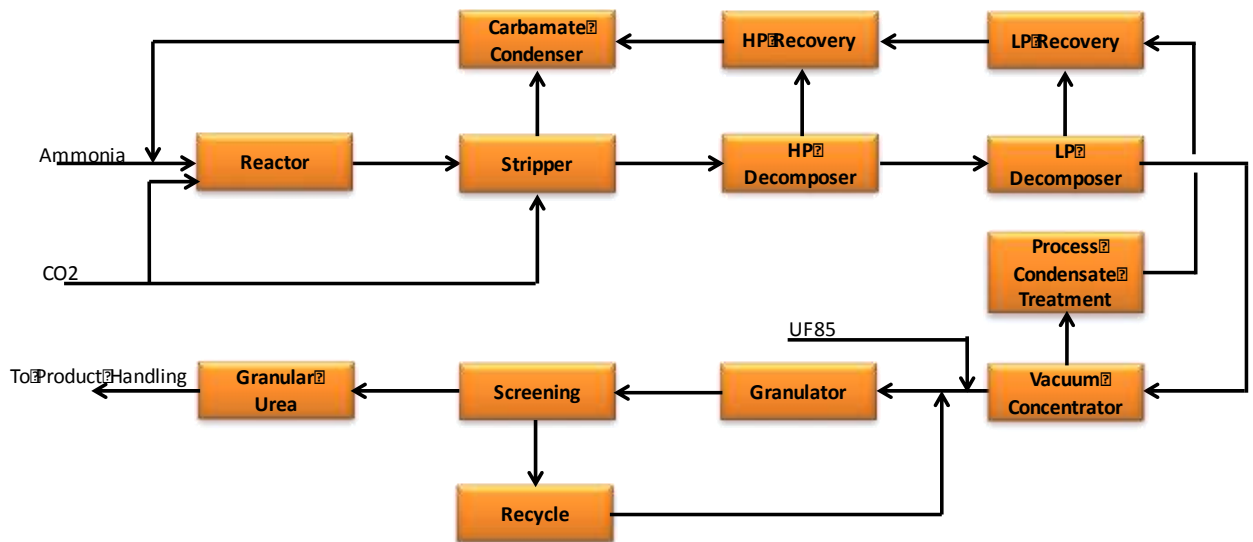 Carbamate
Condenser
HP Recovery
LP Recovery
Ammonia
Reactor
Stripper
HP
Decomposer
LP
Decomposer
CO2
Process
Condensate
Treatment
UF85
To Product Handling
Granular
Urea
Screening
Granulator
Vacuum
Concentrator
Recycle